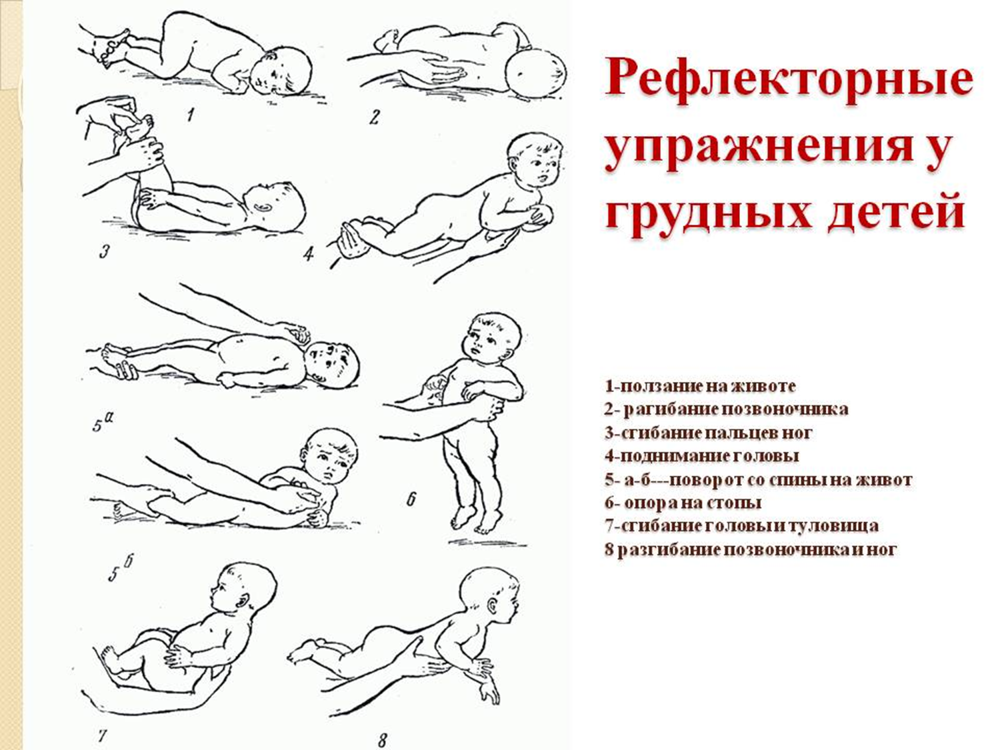 Рефлекторные
упражнения у
грудных детей
1-ползание на животе
2- рагибание позвоночника
3-сгибание пальцев ног
4-поднимание головы
5- а-б---поворот со спины на живот
6- опора на стопы
7-сгибание головы и туловища
8 разгибание позвоночника и ног
1
2
3
4
5а
6
5б
7
8